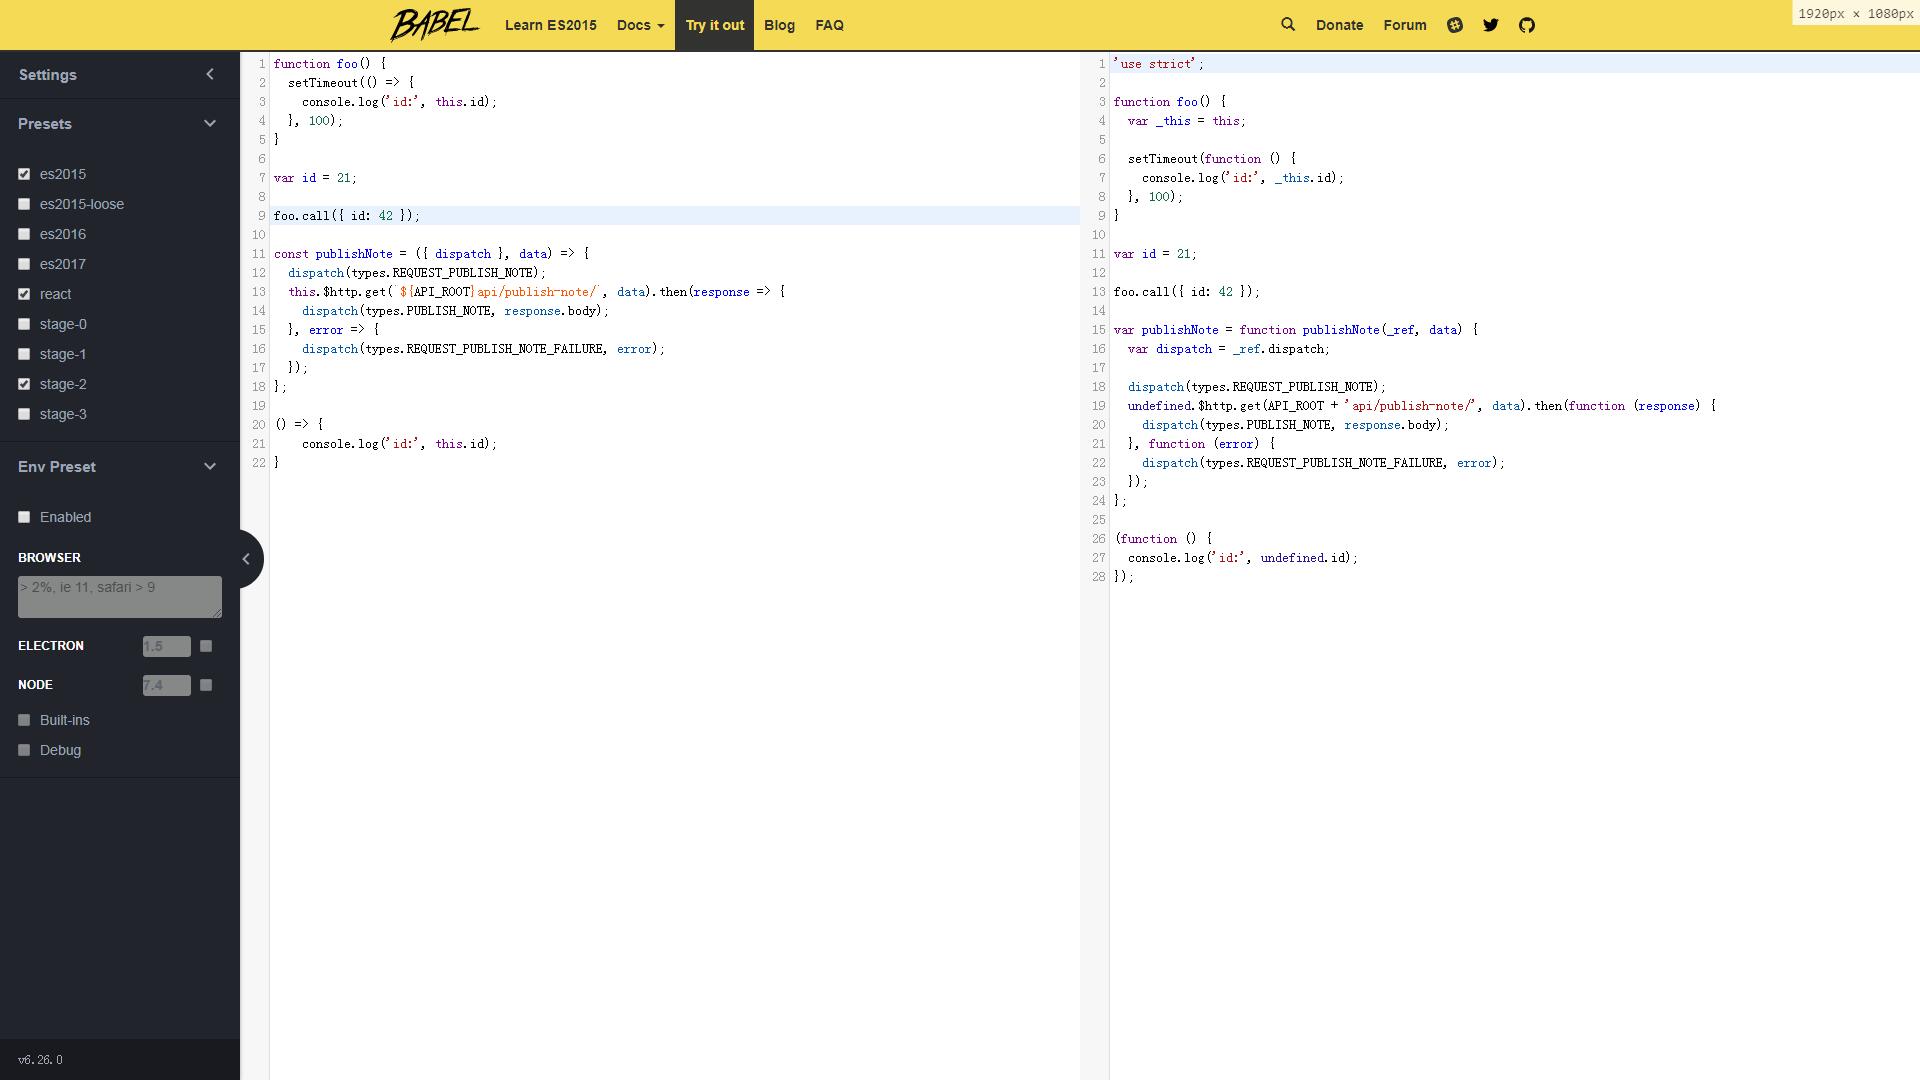 BABEL
Learn ES2015
Docs
Try it out
Blog
FAQ
Donate
Forum
1920px × 1080px
Settings
Presets
es2015
es2015-loose
es2016
es2017
react
stage-0
stage-1
stage-2
stage-3
Env Preset
Enabled
BROWSER
> 2%, ie 11, safari > 9
ELECTRON
1.5
NODE
7.4
Built-ins
Debug
v6.26.0
1 function foo() {
2 setTimeout(() => {
3 console.log('id:', this.id);
4 }, 100);
5 }
6
7 var id = 21;
8
9 foo.call({ id: 42 });
10
11 const publishNote = ({ dispatch }, data) => {
12 dispatch(types.REQUEST_PUBLISH_NOTE);
13 this.$http.get(`${API_ROOT}api/publish-note/`, data).then(response => {
14 dispatch(types.PUBLISH_NOTE, response.body);
15 }, error => {
16 dispatch(types.REQUEST_PUBLISH_NOTE_FAILURE, error);
17 });
18 };
19
20 () => {
21 console.log('id:', this.id);
22 }
1 'use strict';
2
3 function foo() {
4 var _this = this;
5
6 setTimeout(function () {
7 console.log('id:', _this.id);
8 }, 100);
9 }
10
11 var id = 21;
12
13 foo.call({ id: 42 });
14
15 var publishNote = function publishNote(_ref, data) {
16 var dispatch = _ref.dispatch;
17
18 dispatch(types.REQUEST_PUBLISH_NOTE);
19 undefined.$http.get(API_ROOT + 'api/publish-note/', data).then(function (response) {
20 dispatch(types.PUBLISH_NOTE, response.body);
21 }, function (error) {
22 dispatch(types.REQUEST_PUBLISH_NOTE_FAILURE, error);
23 });
24 };
25
26 (function () {
27 console.log('id:', undefined.id);
28 });